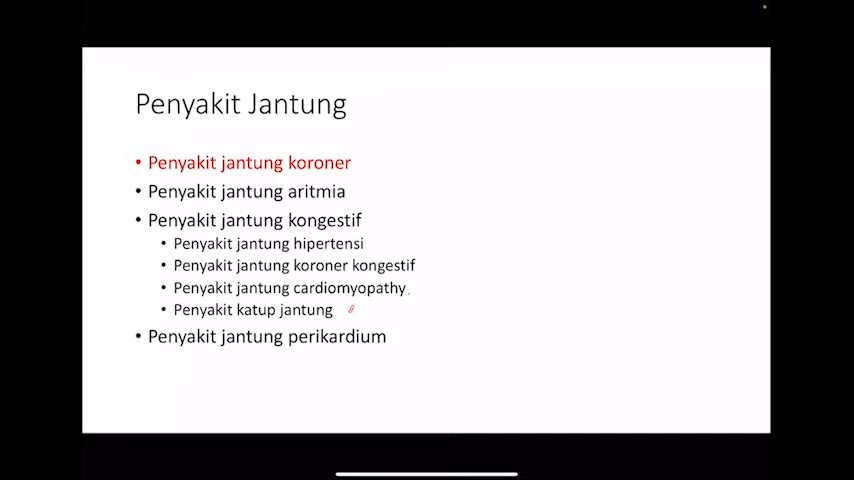 Penyakit Jantung
• Penyakit jantung koroner
• Penyakit jantung aritmia
• Penyakit jantung kongestif
• Penyakit jantung hipertensi
• Penyakit jantung koroner kongestif
• Penyakit jantung cardiomyopathy
• Penyakit katup jantung
• Penyakit jantung perikardium